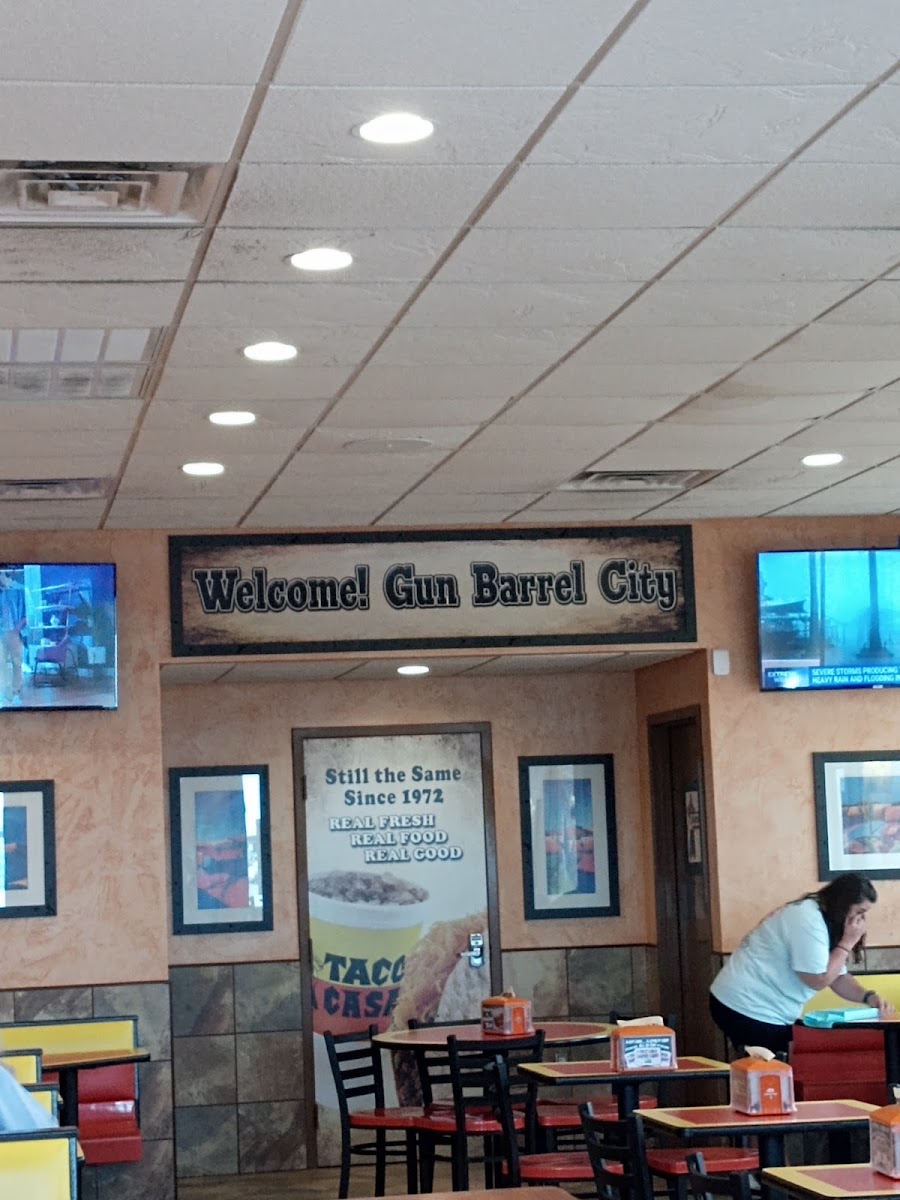 Welcome! Gun Barrel City
SEVERE STORMS PRODUCING
HEAVY RAIN AND FLOODING IN
Still the Same
Since 1972
REAL FRESH
REAL FOOD
REAL GOOD
TACO
CASA